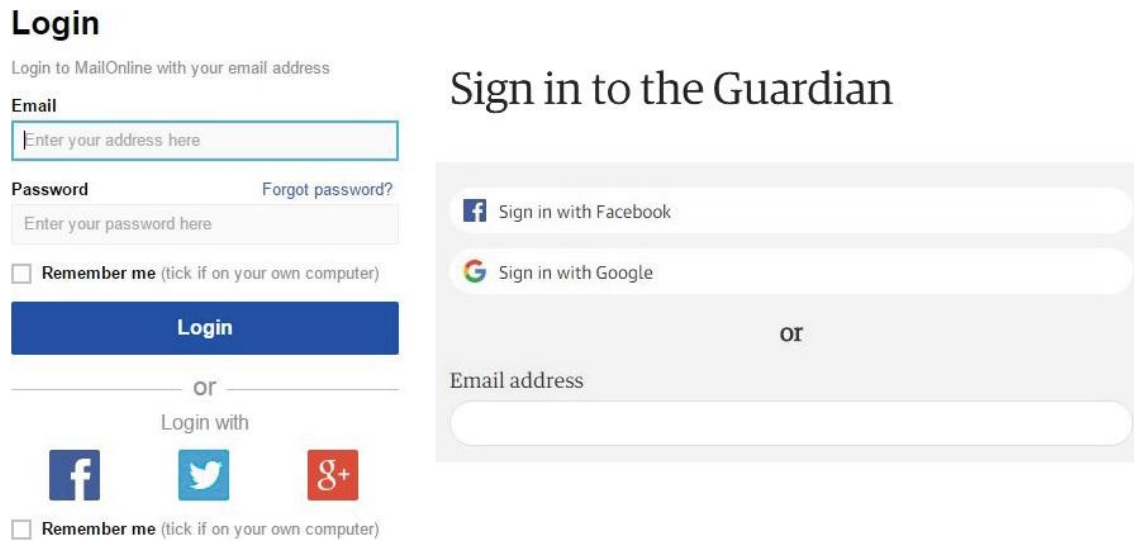 Login
Login to MailOnline with your email address
Email
Enter your address here
Password Forgot password?
Enter your password here
Remember me (tick if on your own computer)
Login
or
Login with
f
g+
Remember me (tick if on your own computer)
Sign in to the Guardian
f Sign in with Facebook
G Sign in with Google
or
Email address